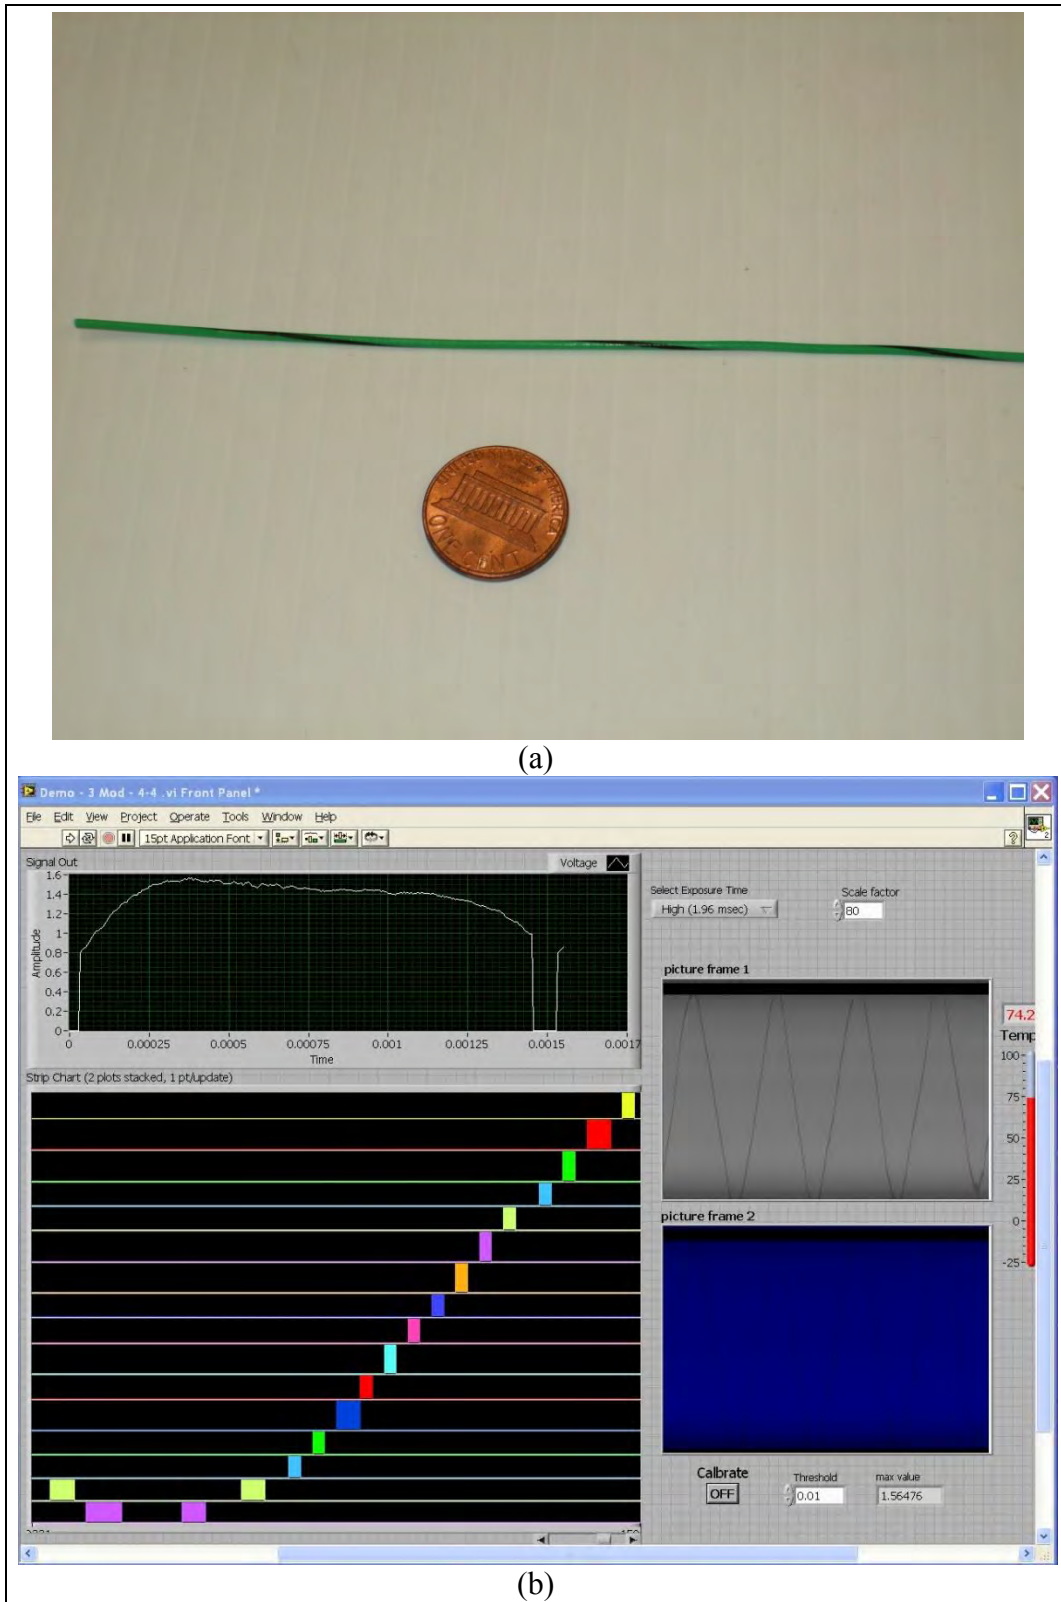 UNITED STATES OF AMERICA
ONE CENT
(a)
Demo - 3 Mod - 4-4 .vi Front Panel *
File Edit View Project Operate Tools Window Help
15pt Application Font
2
Signal Out
Voltage
Select Exposure Time
High (1.96 msec)
Scale factor
80
1.6
1.4
1.2
1
0.8
0.6
0.4
0.2
0
Amplitude
0 0.00025 0.0005 0.00075 0.001 0.00125 0.0015 0.0017
Time
Strip Chart (2 plots stacked, 1 pt/update)
picture frame 1
74.2
Temp
100
75
50
25
0
-25
picture frame 2
Calbrate
OFF
Threshold
0.01
max value
1.56476
(b)